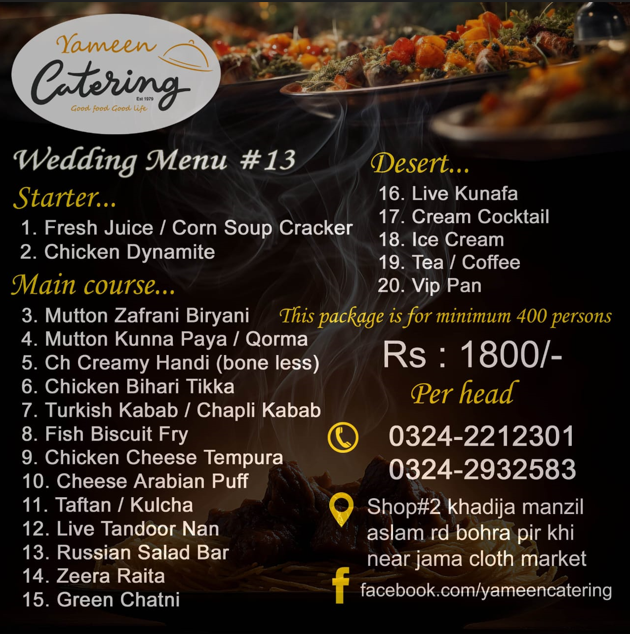 Yameen
Catering
Est 1979
Good food Good life
Wedding Menu #13
Starter...
1. Fresh Juice / Corn Soup Cracker
2. Chicken Dynamite
Main course...
3. Mutton Zafrani Biryani
4. Mutton Kunna Paya / Qorma
5. Ch Creamy Handi (bone less)
6. Chicken Bihari Tikka
7. Turkish Kabab / Chapli Kabab
8. Fish Biscuit Fry
9. Chicken Cheese Tempura
10. Cheese Arabian Puff
11. Taftan / Kulcha
12. Live Tandoor Nan
13. Russian Salad Bar
14. Zeera Raita
15. Green Chatni
Desert...
16. Live Kunafa
17. Cream Cocktail
18. Ice Cream
19. Tea / Coffee
20. Vip Pan
This package is for minimum 400 persons
Rs : 1800/-
Per head
0324-2212301
0324-2932583
Shop#2 khadija manzil
aslam rd bohra pir khi
near jama cloth market
facebook.com/yameencatering